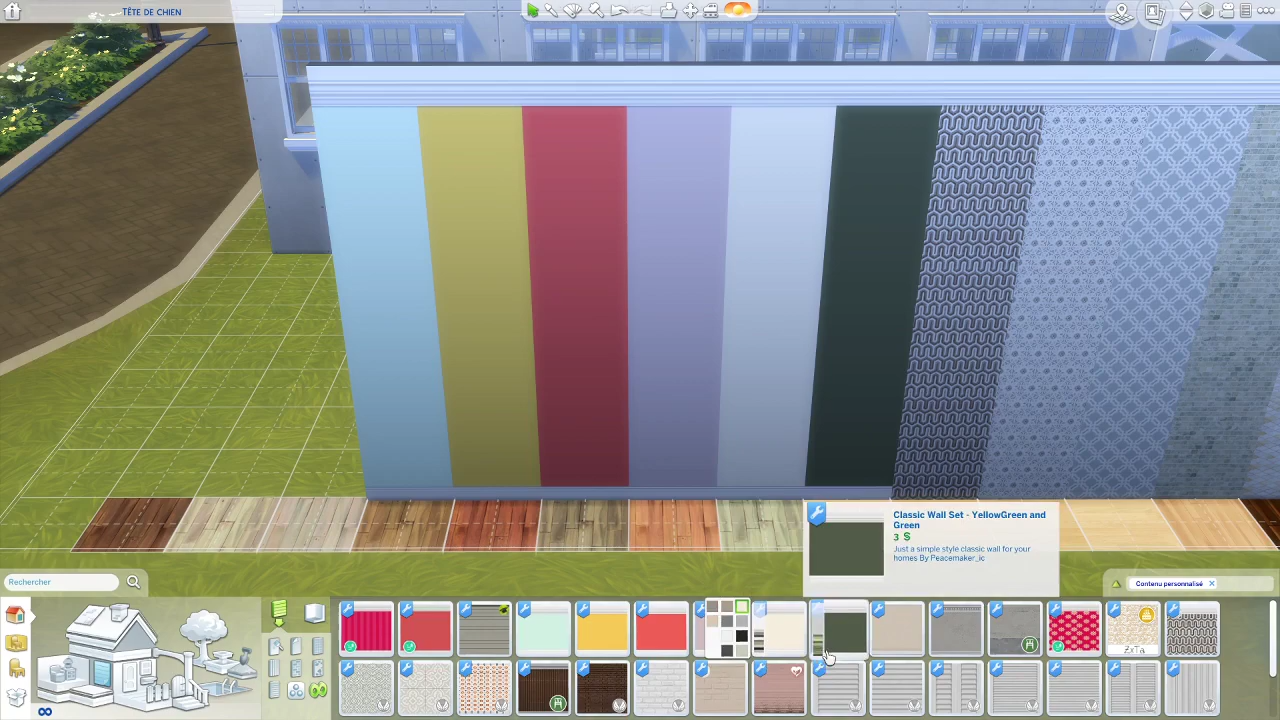 TÊTE DE CHIEN
Classic Wall Set - YellowGreen and
Green
3 §
Just a simple style classic wall for your
homes By Peacemaker_ic
Rechercher
Contenu personnalisé
ZxTa